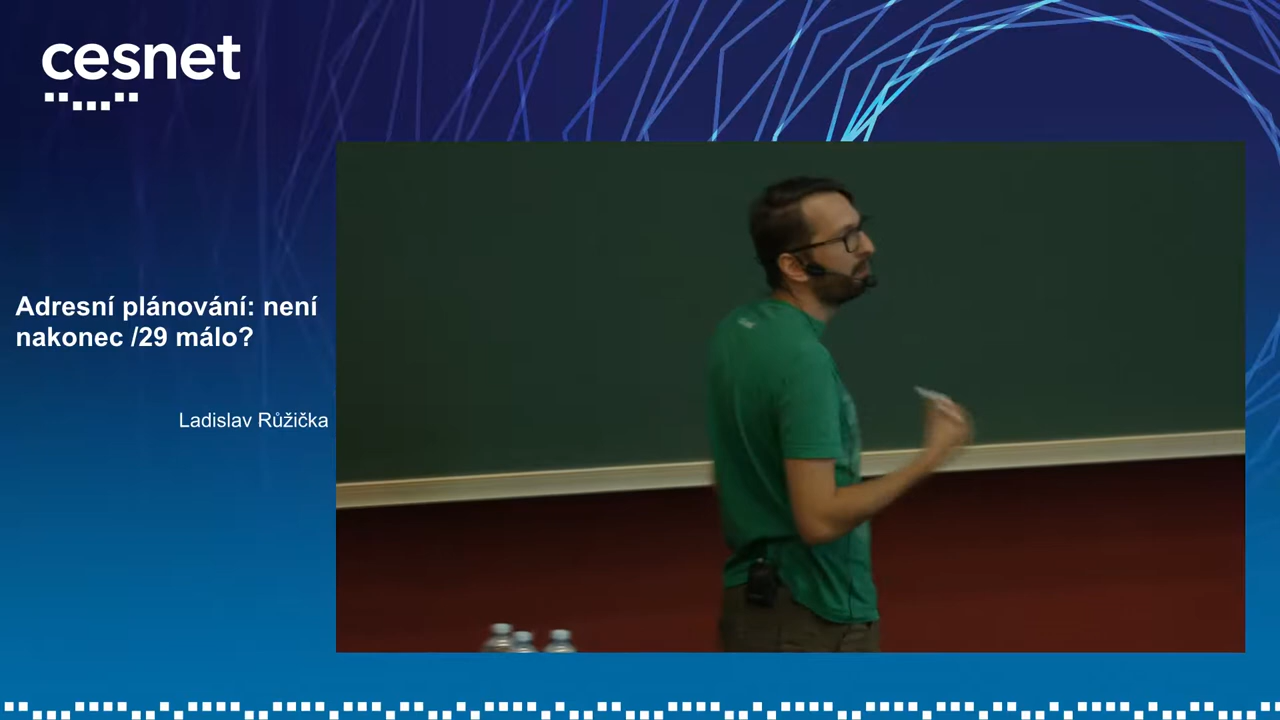 cesnet
Adresní plánování: není
nakonec /29 málo?
Ladislav Růžička